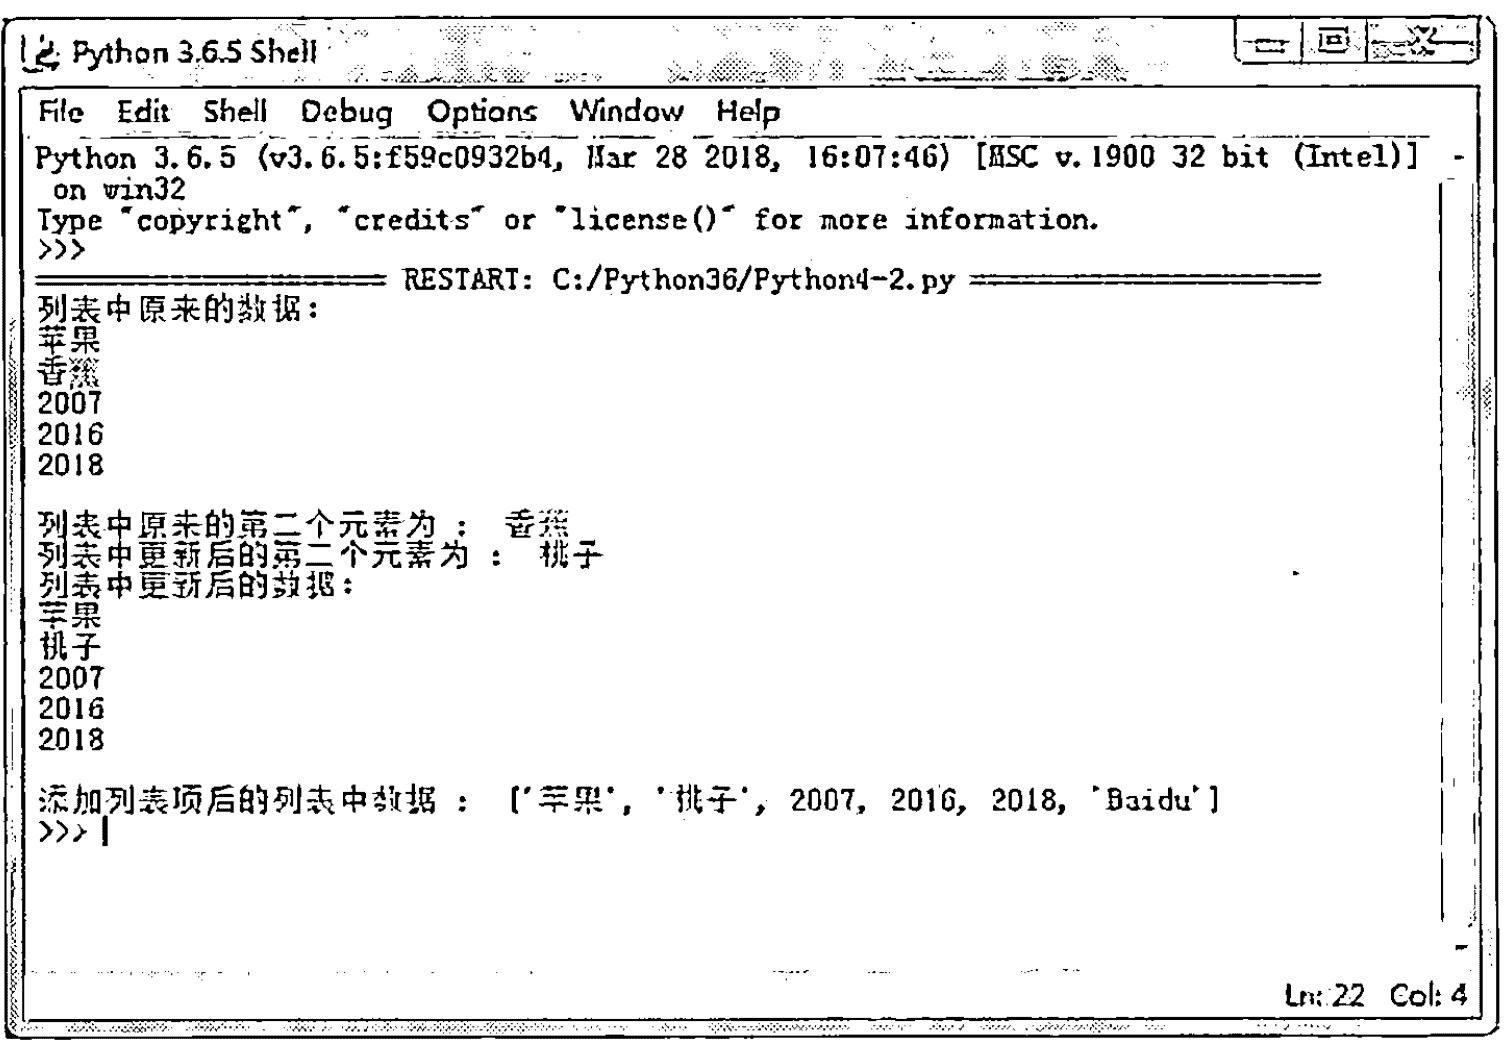 Python 3.6.5 Shell
File Edit Shell Debug Options Window Help
Python 3.6.5 (v3.6.5:f59c0932b4, Mar 28 2018, 16:07:46) [MSC v.1900 32 bit (Intel)]
on win32
Type "copyright", "credits" or "license()" for more information.
>>>
================ RESTART: C:/Python36/Python4-2.py ================
列表中原来的数据:
苹果
香蕉
2007
2016
2018
列表中原来的第二个元素为 : 香蕉
列表中更新后的第二个元素为 : 桃子
列表中更新后的数据:
苹果
桃子
2007
2016
2018
添加列表项后的列表中数据 : ['苹果', '桃子', 2007, 2016, 2018, 'Baidu']
>>>
Ln: 22 Col: 4